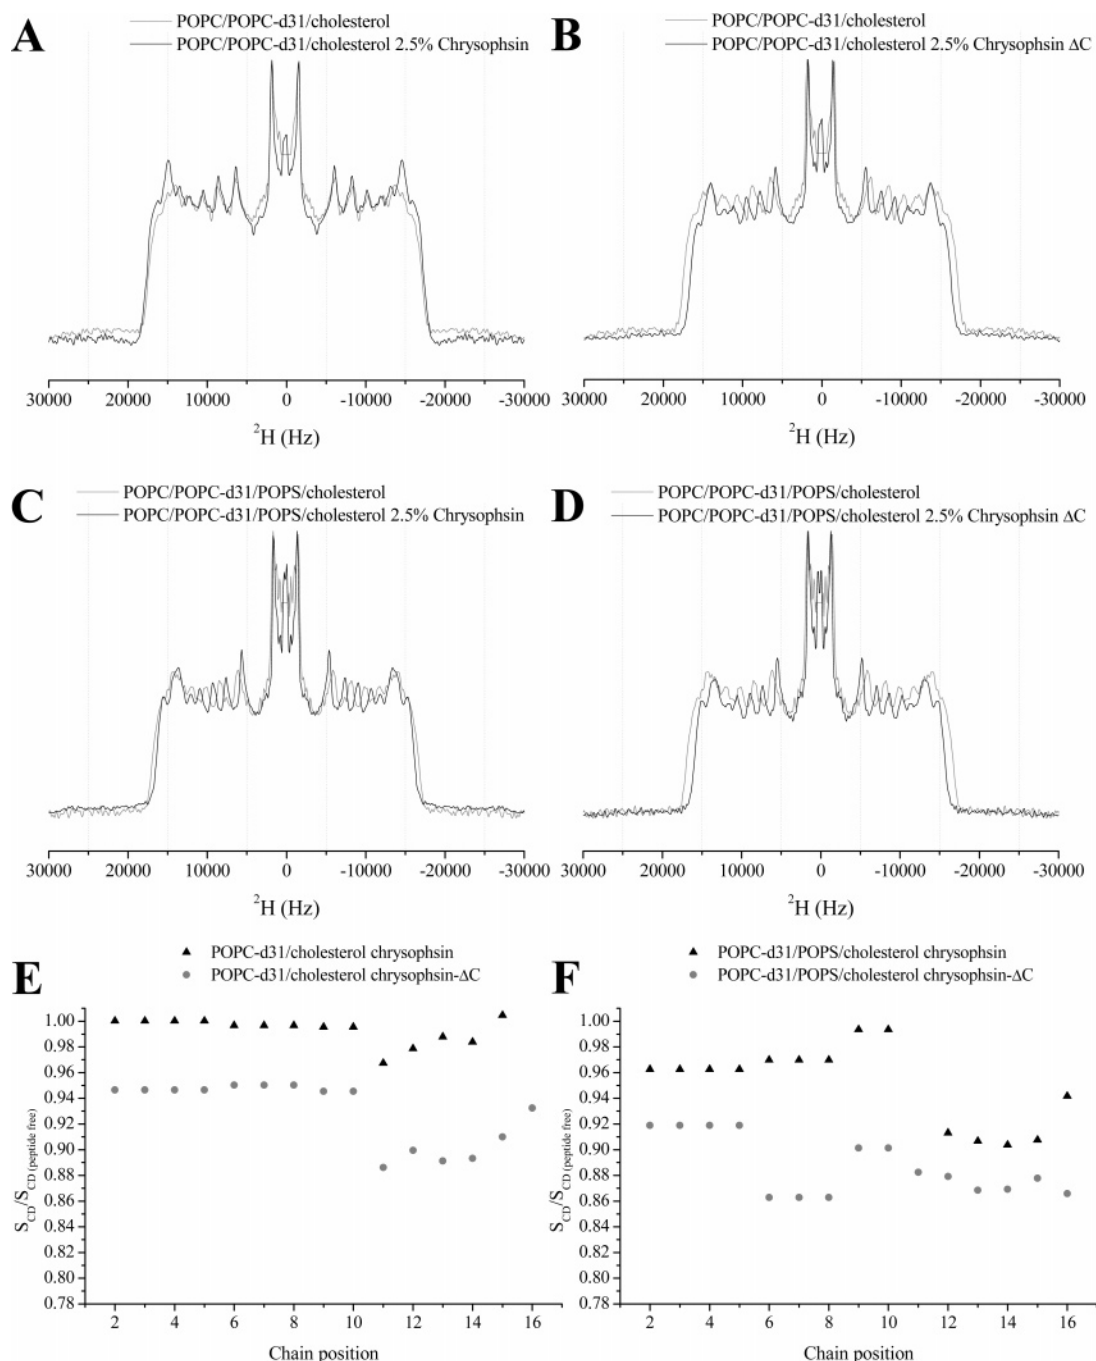 A
POPC/POPC-d31/cholesterol
POPC/POPC-d31/cholesterol 2.5% Chrysophsin
30000 20000 10000 0 -10000 -20000 -30000
²H (Hz)
B
POPC/POPC-d31/cholesterol
POPC/POPC-d31/cholesterol 2.5% Chrysophsin ΔC
30000 20000 10000 0 -10000 -20000 -30000
²H (Hz)
C
POPC/POPC-d31/POPS/cholesterol
POPC/POPC-d31/POPS/cholesterol 2.5% Chrysophsin
30000 20000 10000 0 -10000 -20000 -30000
²H (Hz)
D
POPC/POPC-d31/POPS/cholesterol
POPC/POPC-d31/POPS/cholesterol 2.5% Chrysophsin ΔC
30000 20000 10000 0 -10000 -20000 -30000
²H (Hz)
E
POPC-d31/cholesterol chrysophsin
POPC-d31/cholesterol chrysophsin-ΔC
S_CD/S_CD (peptide free)
1.00
0.98
0.96
0.94
0.92
0.90
0.88
0.86
0.84
0.82
0.80
0.78
2 4 6 8 10 12 14 16
Chain position
F
POPC-d31/POPS/cholesterol chrysophsin
POPC-d31/POPS/cholesterol chrysophsin-ΔC
S_CD/S_CD (peptide free)
1.00
0.98
0.96
0.94
0.92
0.90
0.88
0.86
0.84
0.82
0.80
0.78
2 4 6 8 10 12 14 16
Chain position